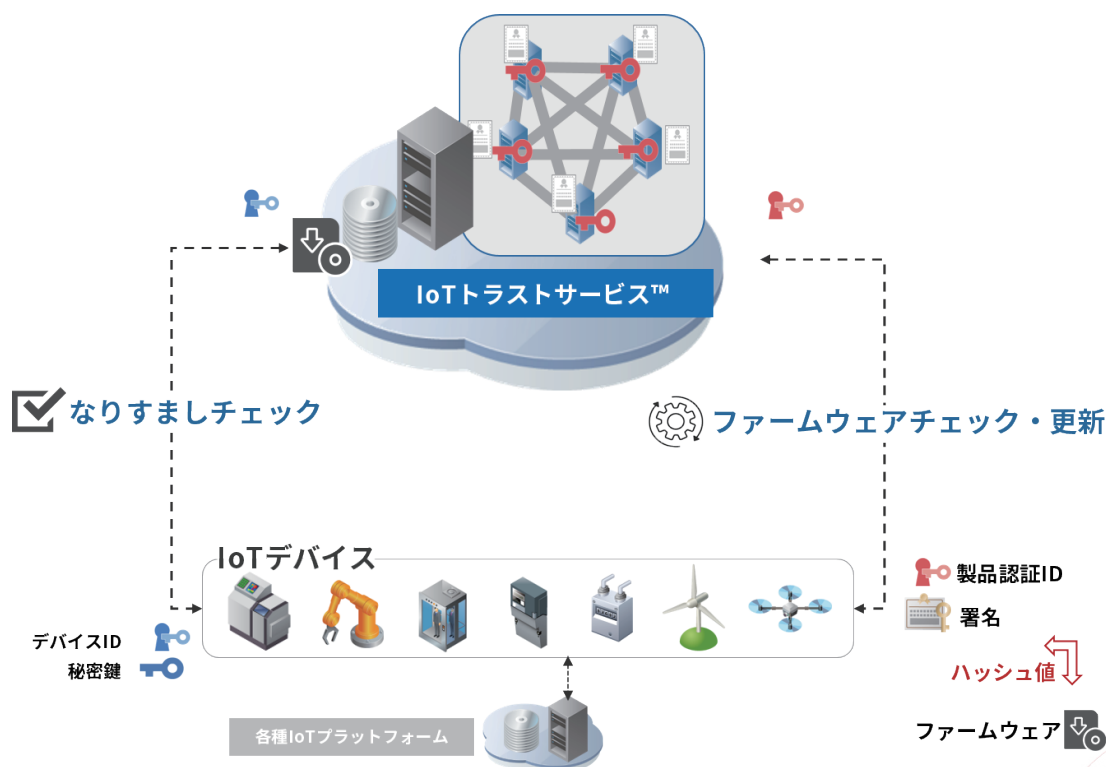 IoTトラストサービス™
なりすましチェック
ファームウェアチェック・更新
IoTデバイス
製品認証ID
署名
デバイスID
秘密鍵
ハッシュ値
ファームウェア
各種IoTプラットフォーム